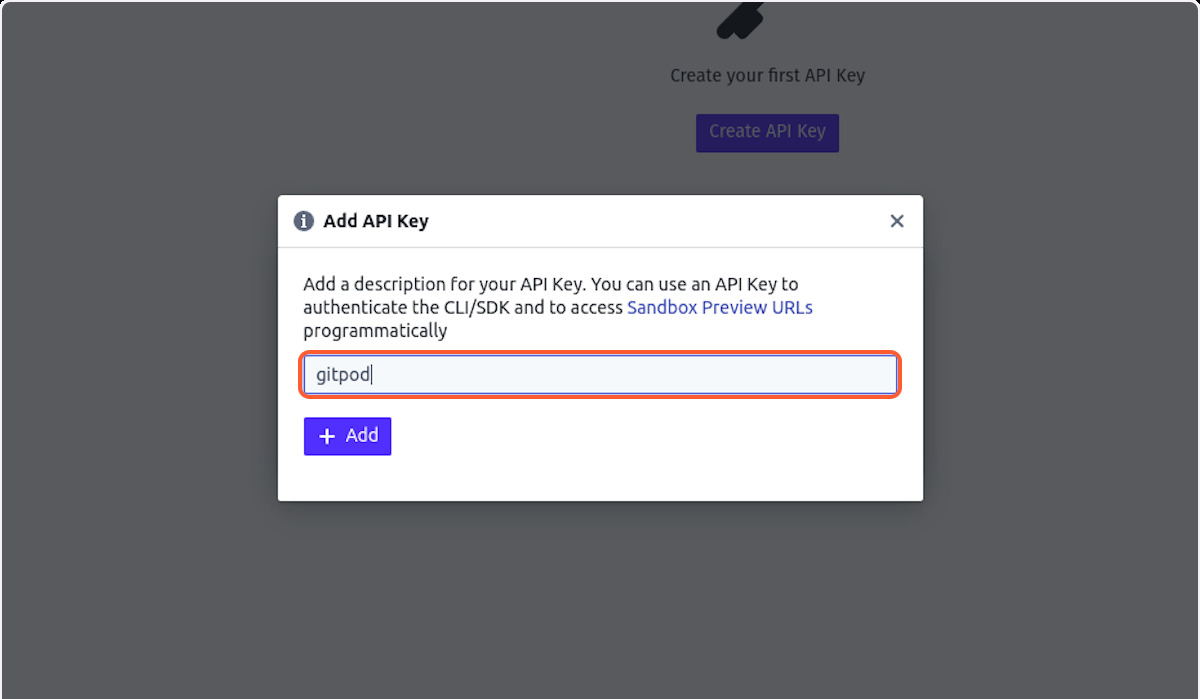 Create your first API Key
Create API Key
Add API Key
Add a description for your API Key. You can use an API Key to
authenticate the CLI/SDK and to access Sandbox Preview URLs
programmatically
gitpod
+ Add